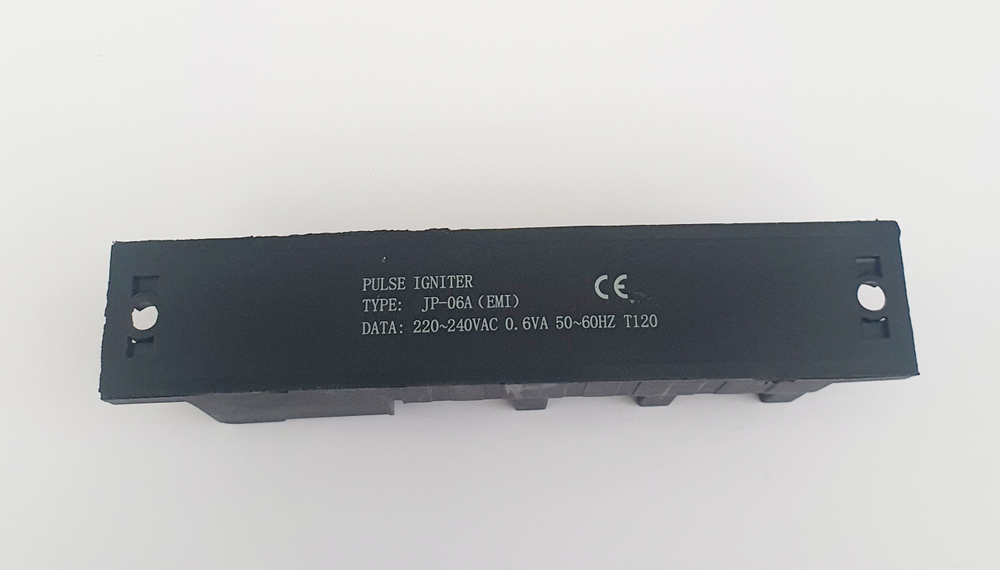 PULSE IGNITER
CE
TYPE: JP-06A(EMI)
DATA: 220~240VAC 0.6VA 50~60HZ T120